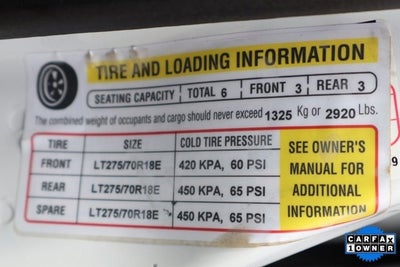 TIRE AND LOADING INFORMATION
SEATING CAPACITY TOTAL 6 FRONT 3 REAR 3
The combined weight of occupants and cargo should never exceed 1325 Kg or 2920 Lbs.
TIRE SIZE COLD TIRE PRESSURE
FRONT LT275/70R18E 420 KPA, 60 PSI
REAR LT275/70R18E 450 KPA, 65 PSI
SPARE LT275/70R18E 450 KPA, 65 PSI
SEE OWNER'S
MANUAL FOR
ADDITIONAL
INFORMATION
CARFAX
1 OWNER